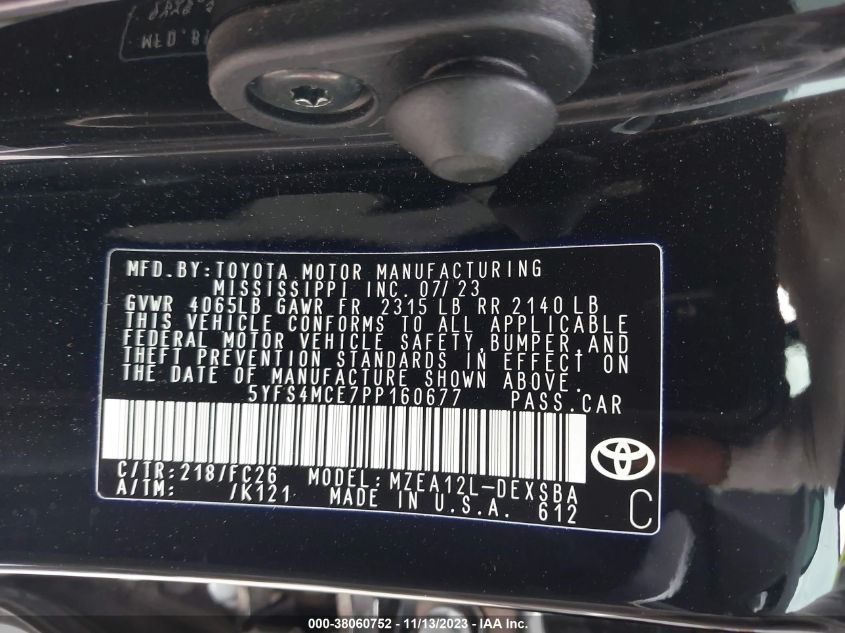 MFD.BY:TOYOTA MOTOR MANUFACTURING
MISSISSIPPI INC. 07/23
GVWR 4065LB GAWR FR 2315 LB RR 2140 LB
THIS VEHICLE CONFORMS TO ALL APPLICABLE
FEDERAL MOTOR VEHICLE SAFETY,BUMPER,AND
THEFT PREVENTION STANDARDS IN EFFECT ON
THE DATE OF MANUFACTURE SHOWN ABOVE.
5YFS4MCE7PP160677 PASS.CAR
C/TR:218/FC26 MODEL:MZEA12L-DEXSBA
A/TM: /K121 MADE IN U.S.A. 612 C
000-38060752 - 11/13/2023 - IAA Inc.